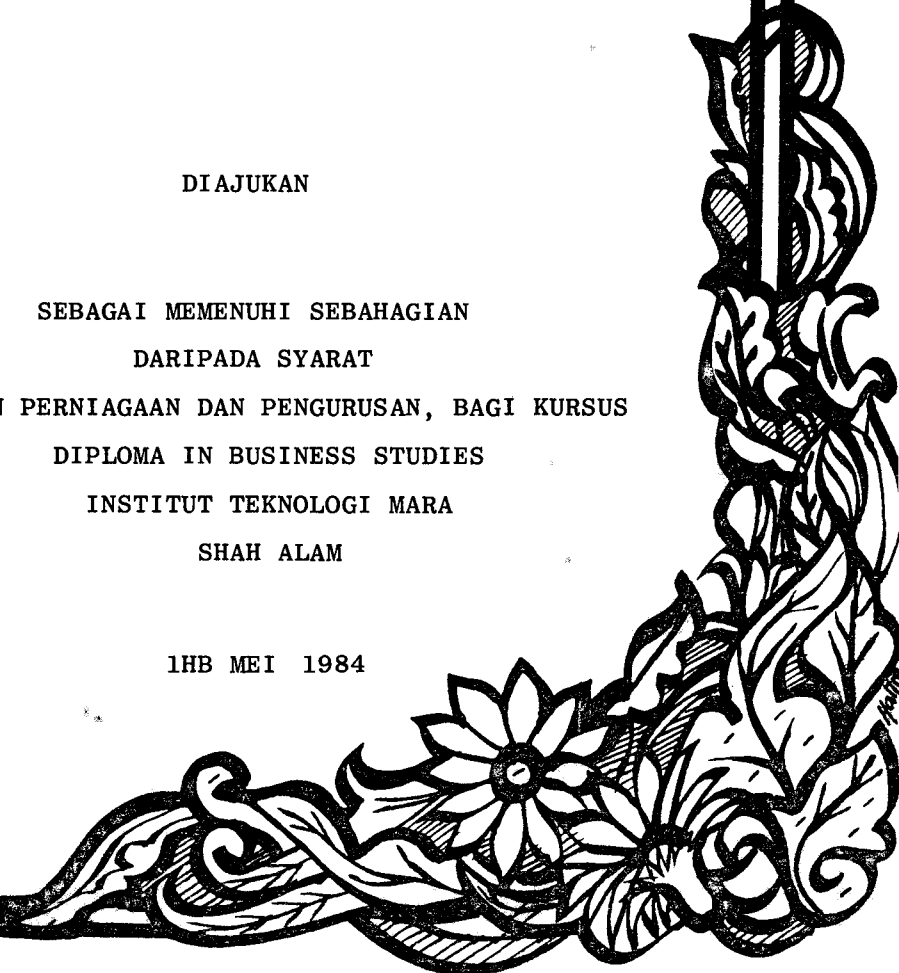 DIAJUKAN
SEBAGAI MEMENUHI SEBAHAGIAN
DARIPADA SYARAT
PERNIAGAAN DAN PENGURUSAN, BAGI KURSUS
DIPLOMA IN BUSINESS STUDIES
INSTITUT TEKNOLOGI MARA
SHAH ALAM
1HB MEI 1984